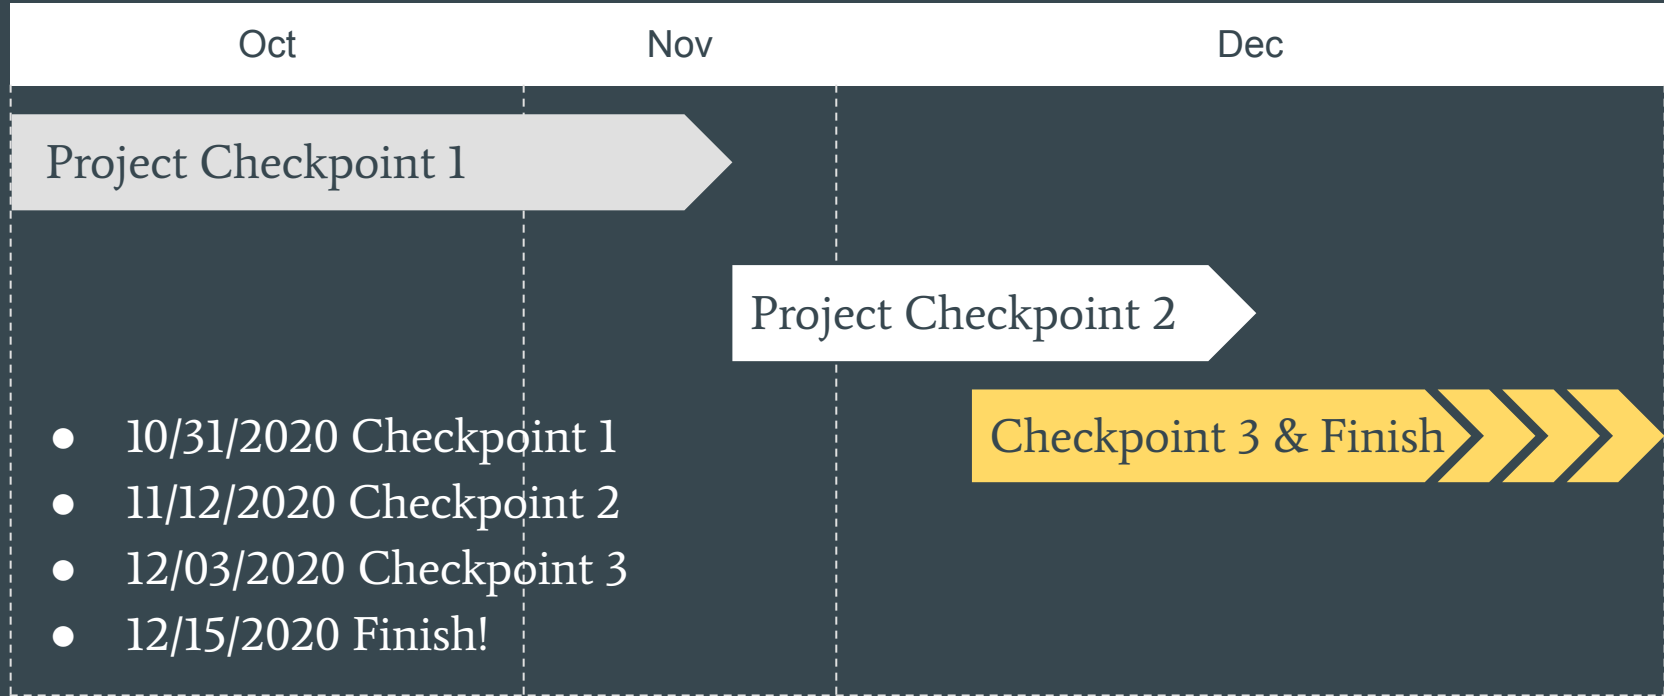 Oct Nov Dec
Project Checkpoint 1
Project Checkpoint 2
Checkpoint 3 & Finish
● 10/31/2020 Checkpoint 1
● 11/12/2020 Checkpoint 2
● 12/03/2020 Checkpoint 3
● 12/15/2020 Finish!